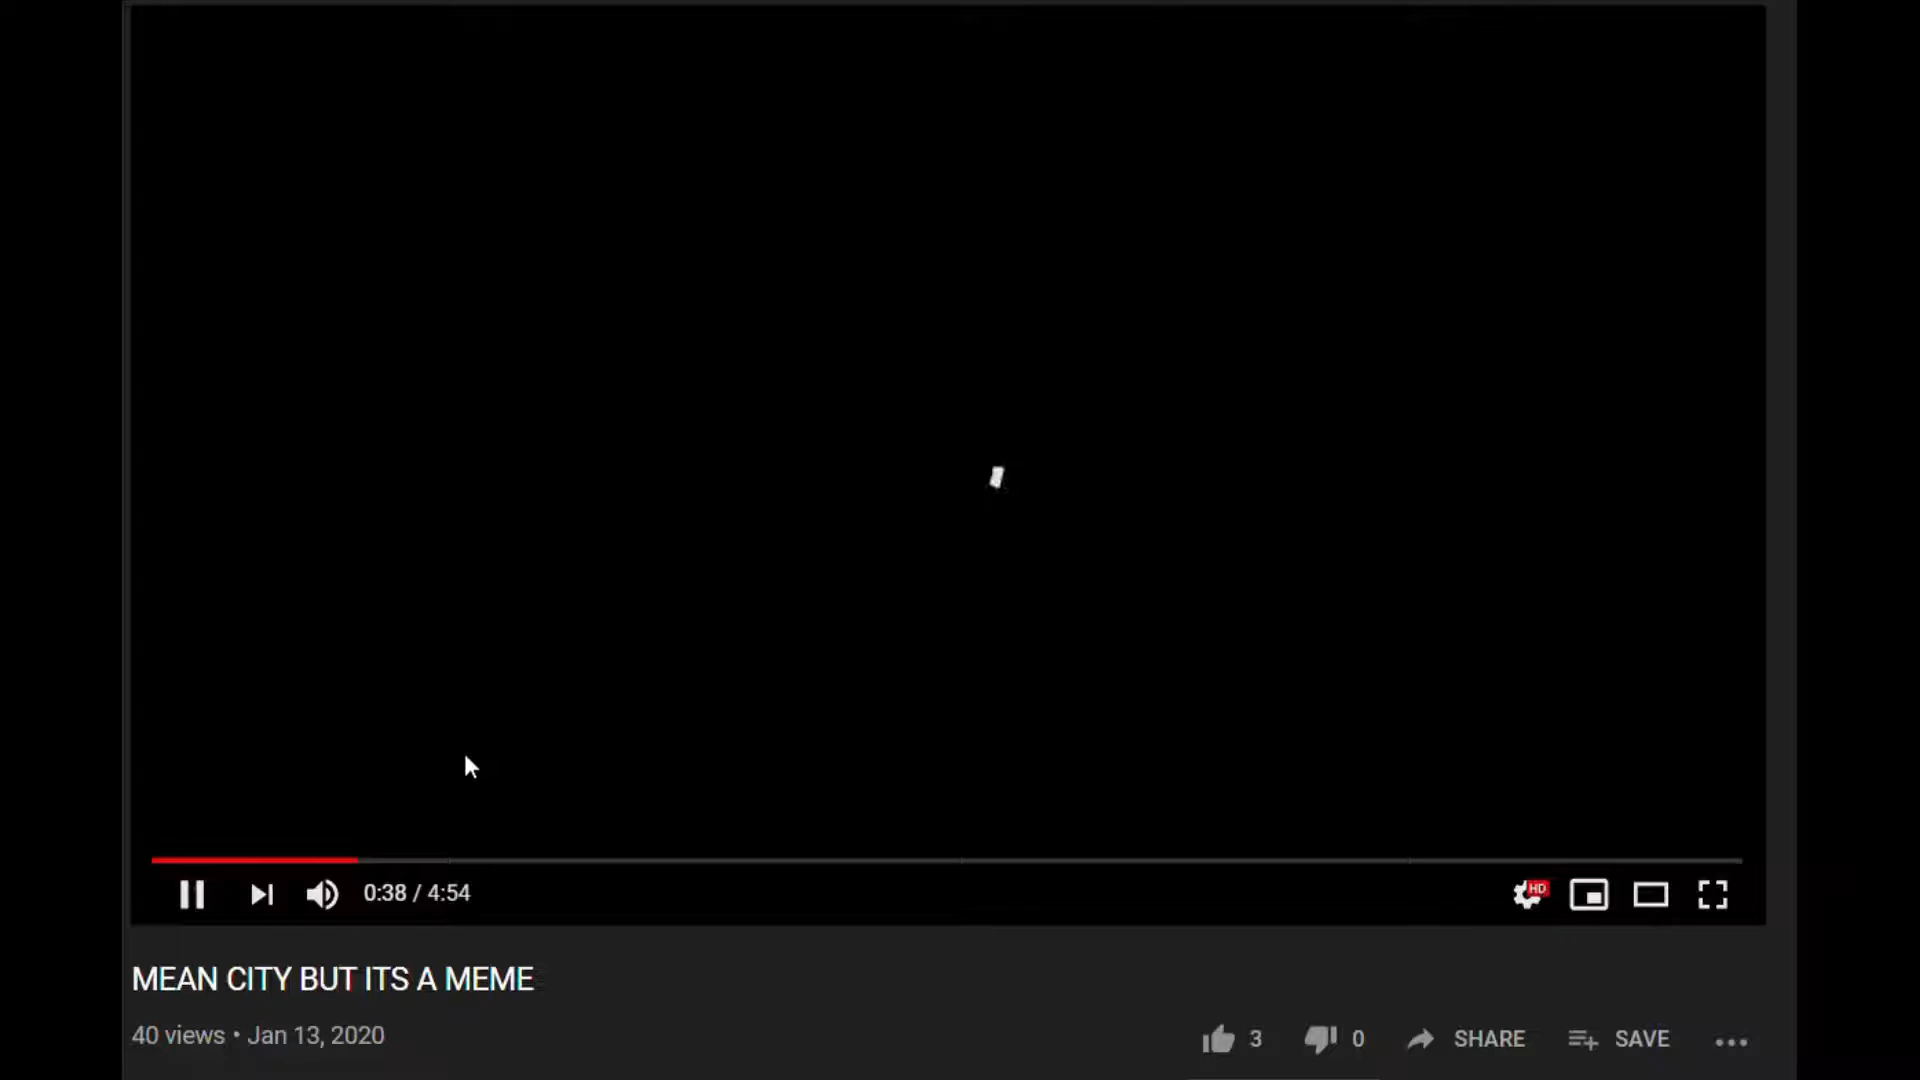 0:38 / 4:54
HD
MEAN CITY BUT ITS A MEME
40 views • Jan 13, 2020
3 0 SHARE SAVE